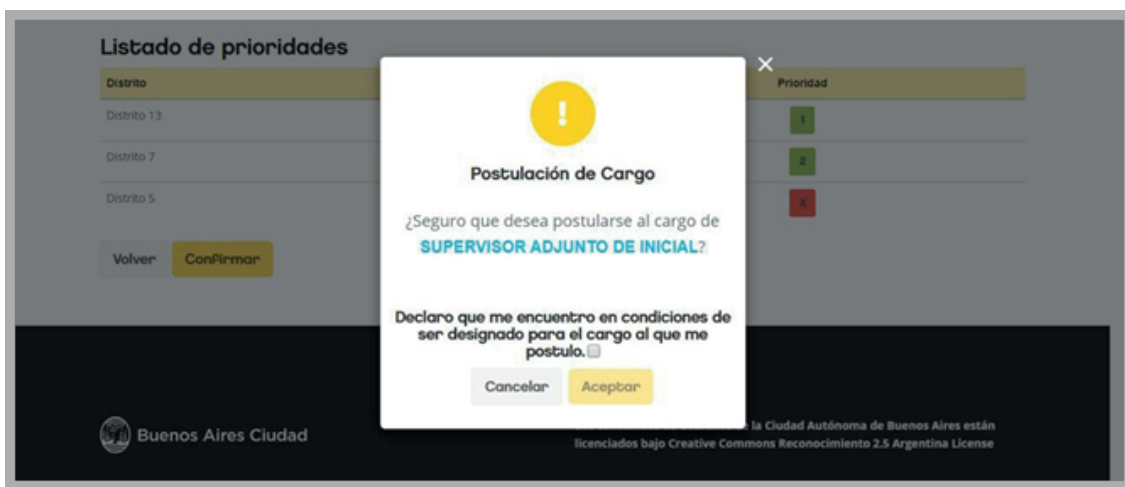 Listado de prioridades
Distrito
Prioridad
Distrito 13
1
Distrito 7
2
Distrito 5
X
Volver
Confirmar
×
!
Postulación de Cargo
¿Seguro que desea postularse al cargo de
SUPERVISOR ADJUNTO DE INICIAL?
Declaro que me encuentro en condiciones de
ser designado para el cargo al que me
postulo.
Cancelar
Aceptar
Buenos Aires Ciudad
la Ciudad Autónoma de Buenos Aires están
licenciados bajo Creative Commons Reconocimiento 2.5 Argentina License